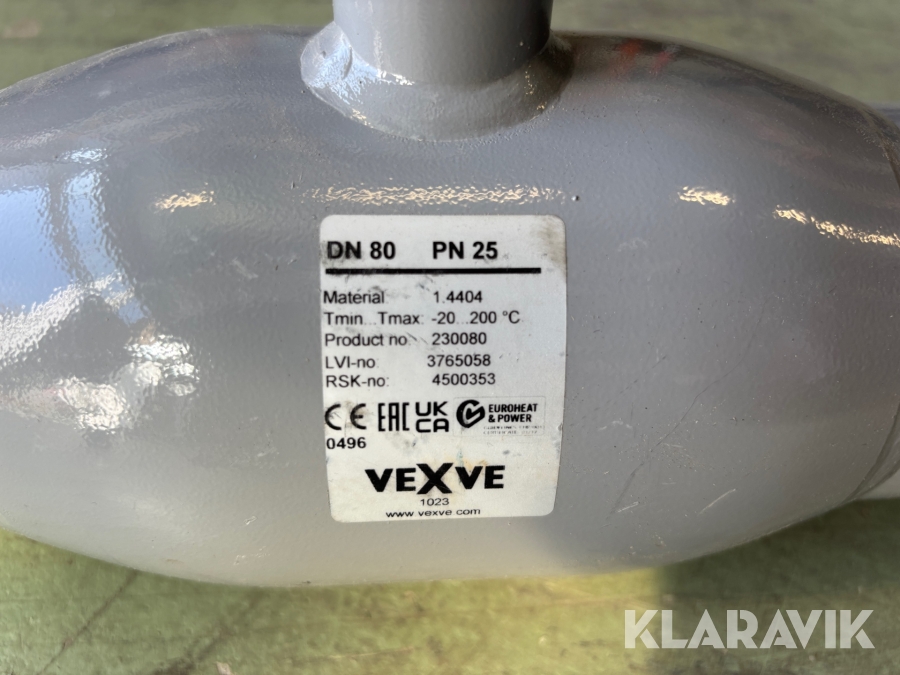 DN 80 PN 25
Material: 1.4404
Tmin...Tmax: -20...200 °C
Product no: 230080
LVI-no: 3765058
RSK-no: 4500353
CE EAC UK CA EUROHEAT & POWER
0496
VEXVE
1023
www.vexve.com
KLARAVIK